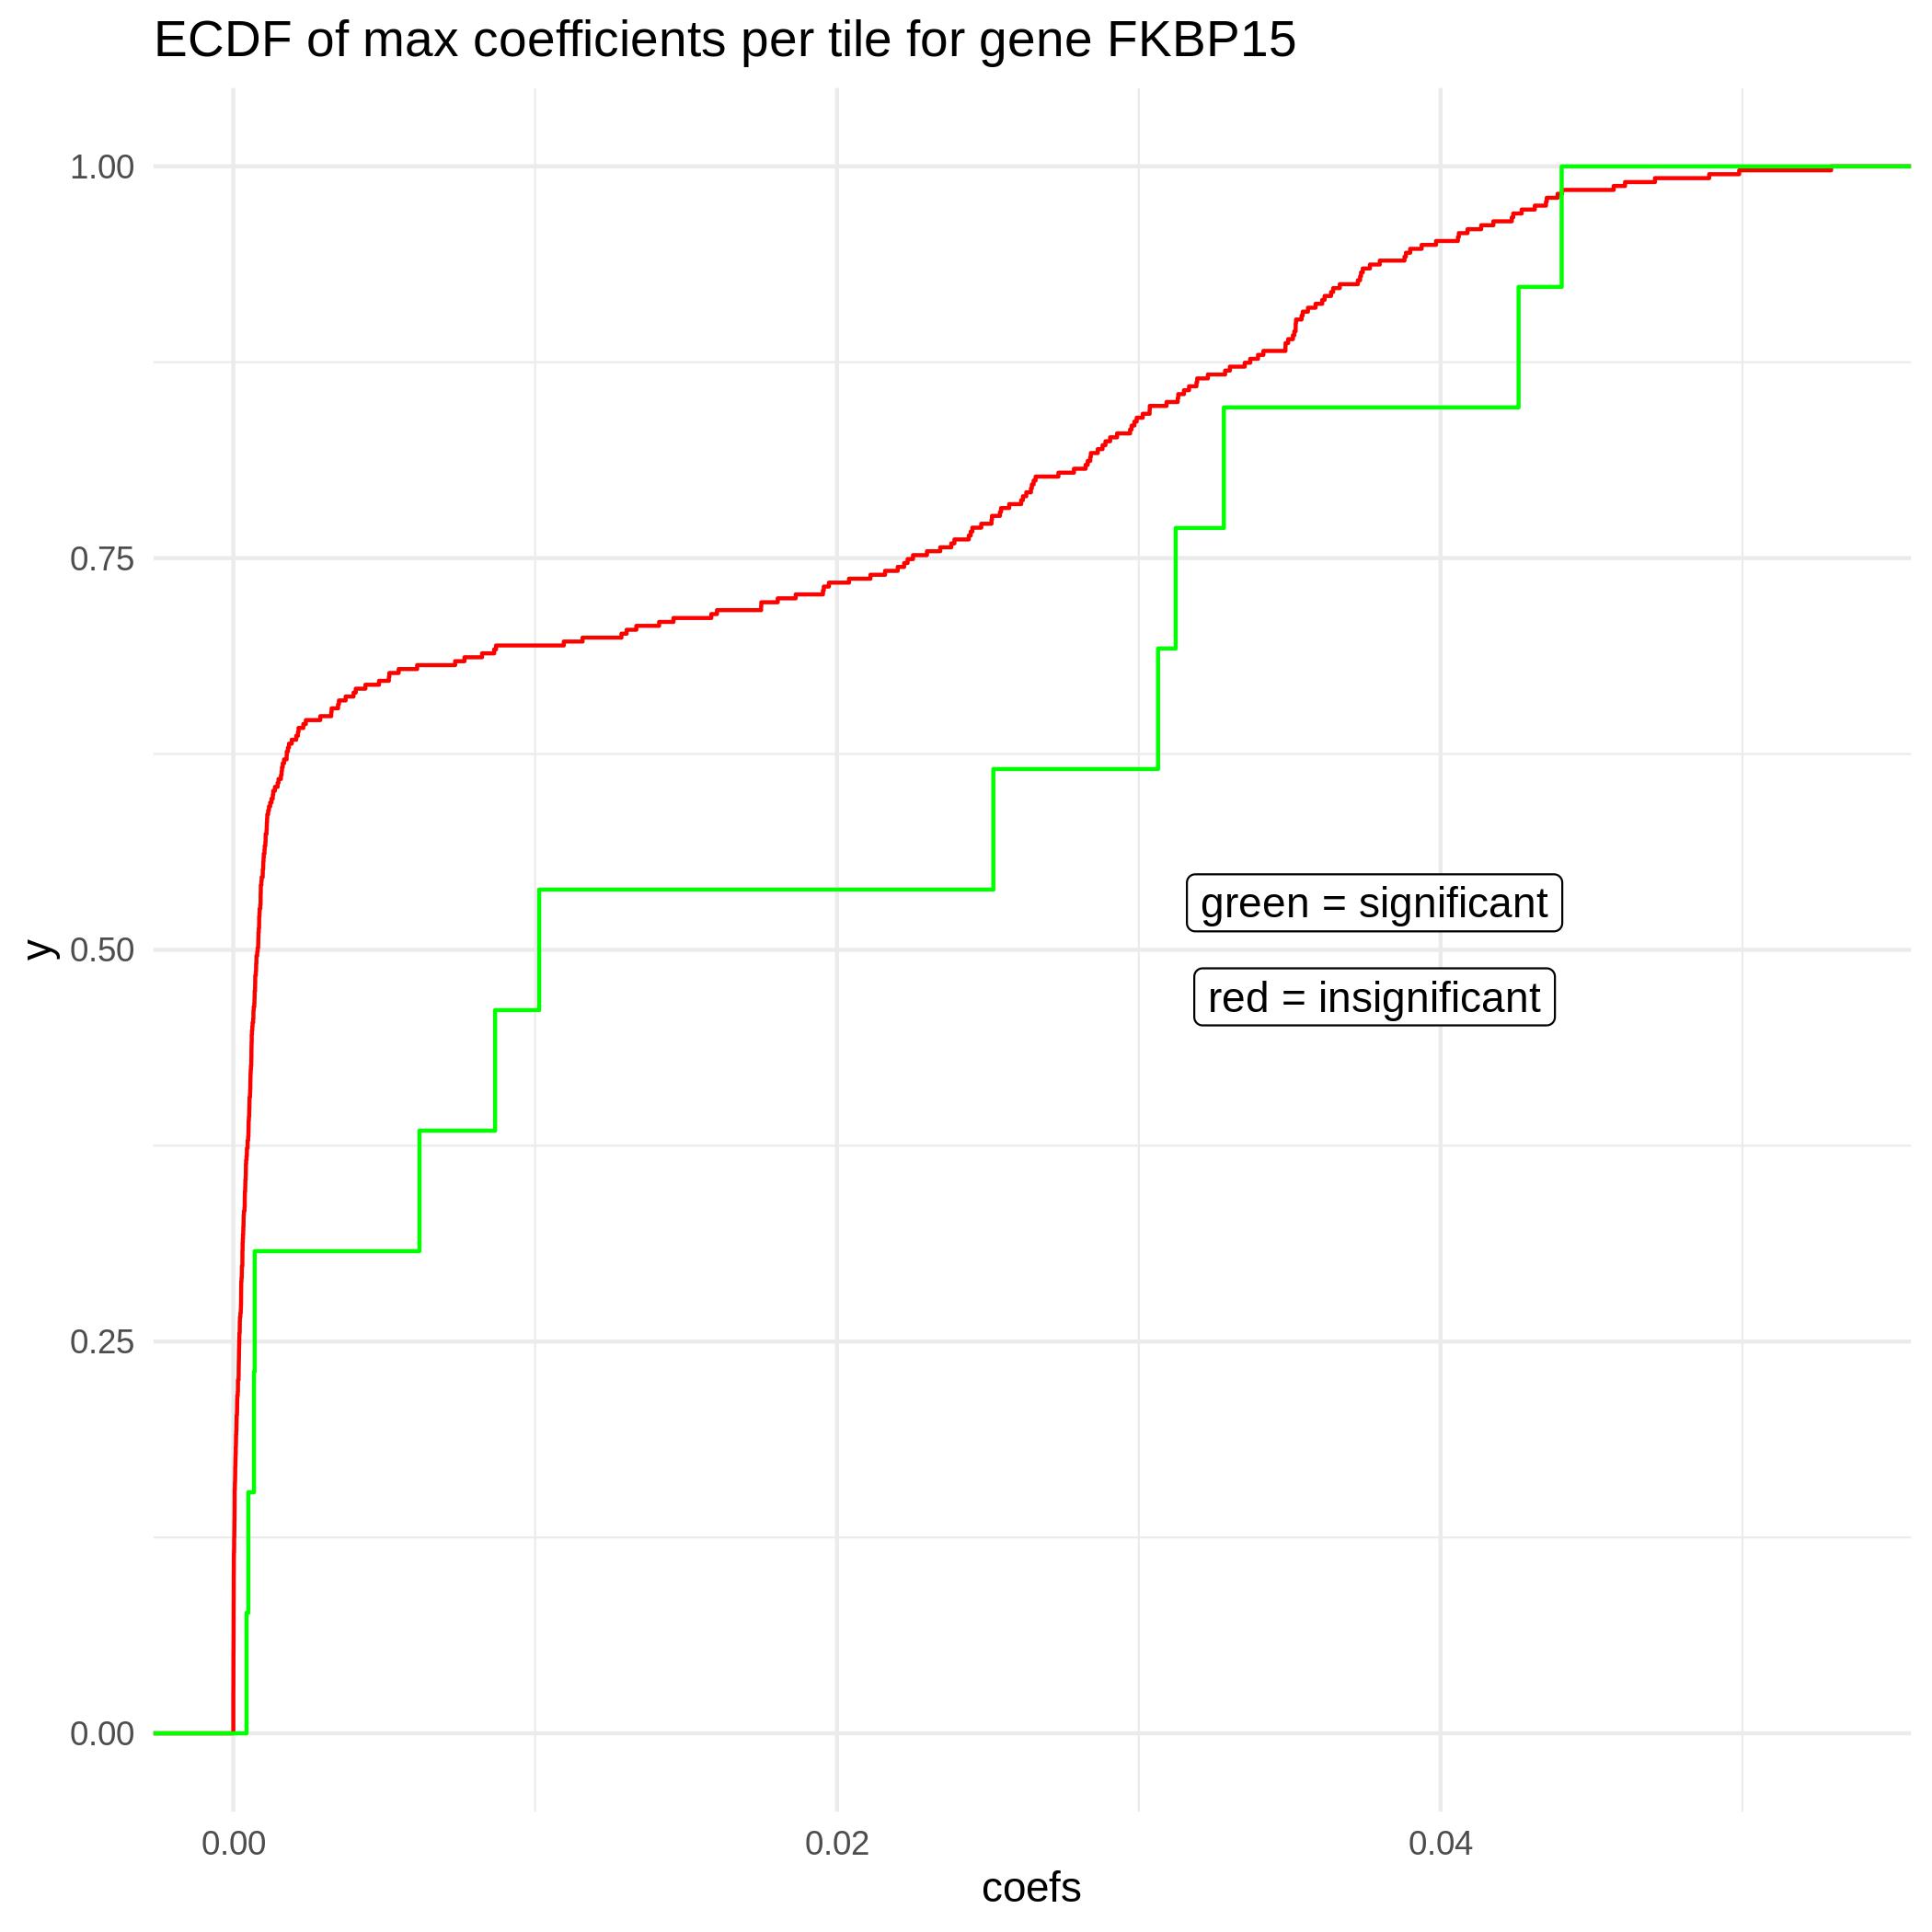 ECDF of max coefficients per tile for gene FKBP15
1.00
0.75
0.50
0.25
0.00
y
green = significant
red = insignificant
0.00 0.02 0.04
coefs